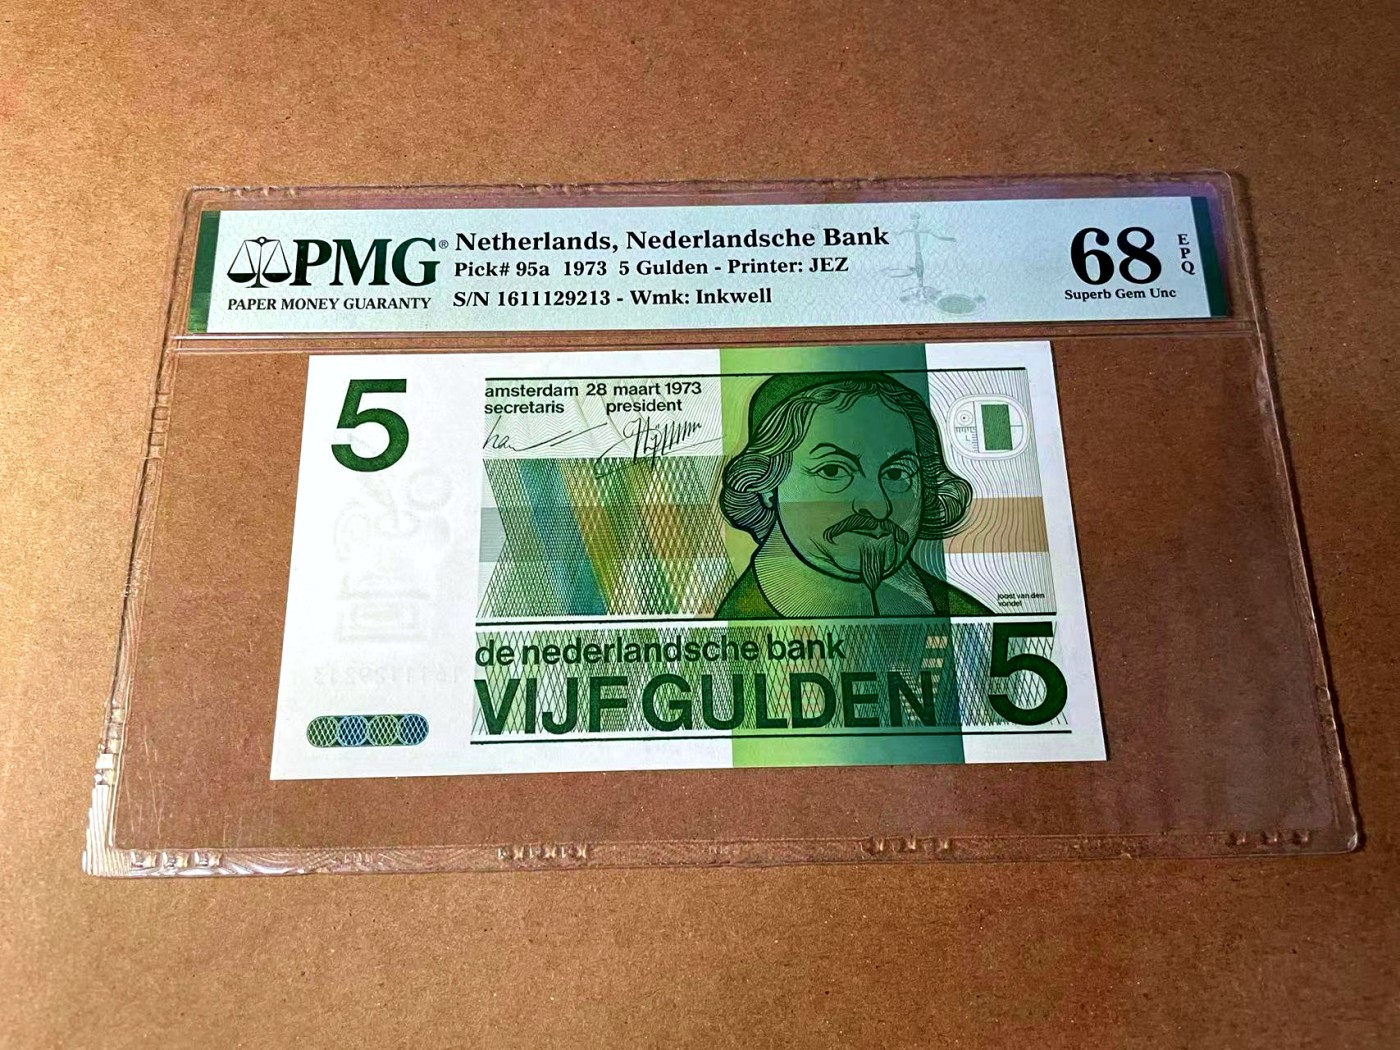 PMG®
PAPER MONEY GUARANTY
Netherlands, Nederlandsche Bank
Pick# 95a 1973 5 Gulden - Printer: JEZ
S/N 1611129213 - Wmk: Inkwell
68
EPQ
Superb Gem Unc
5
amsterdam 28 maart 1973
secretaris president
joost van den
vondel
de nederlandsche bank
VIJF GULDEN
5
1611129213